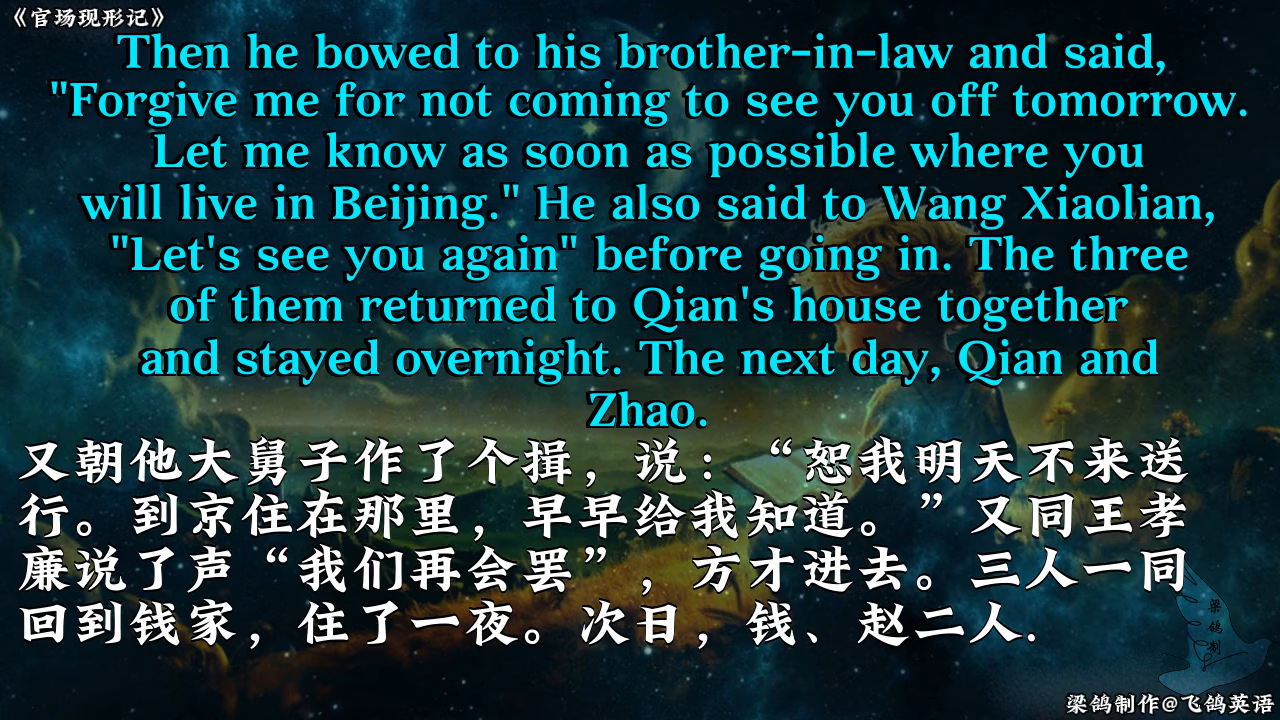 《官场现形记》
Then he bowed to his brother-in-law and said,
"Forgive me for not coming to see you off tomorrow.
Let me know as soon as possible where you
will live in Beijing." He also said to Wang Xiaolian,
"Let's see you again" before going in. The three
of them returned to Qian's house together
and stayed overnight. The next day, Qian and
Zhao.
又朝他大舅子作了个揖，说：“恕我明天不来送
行。到京住在那里，早早给我知道。”又同王孝
廉说了声“我们再会罢”，方才进去。三人一同
回到钱家，住了一夜。次日，钱、赵二人.
梁鸽制
梁鸽制作@飞鸽英语